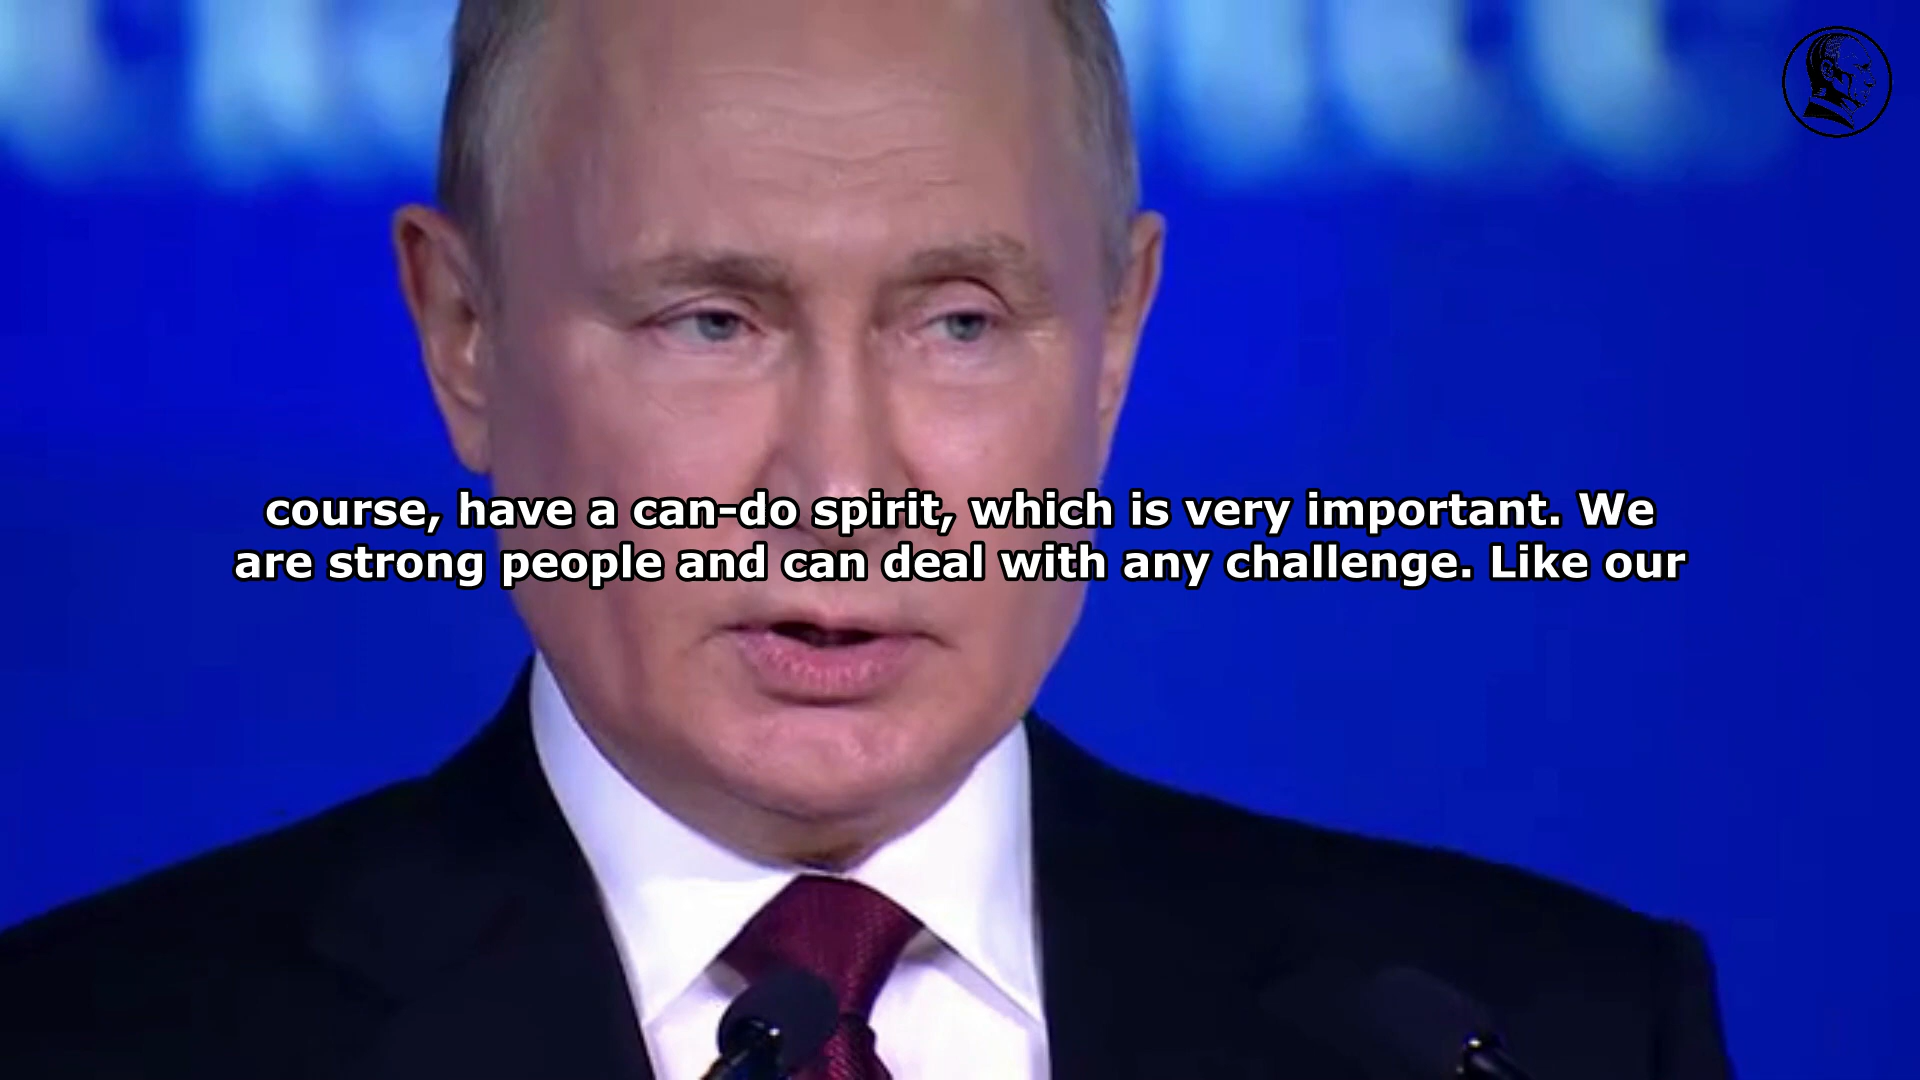 course, have a can-do spirit, which is very important. We
are strong people and can deal with any challenge. Like our